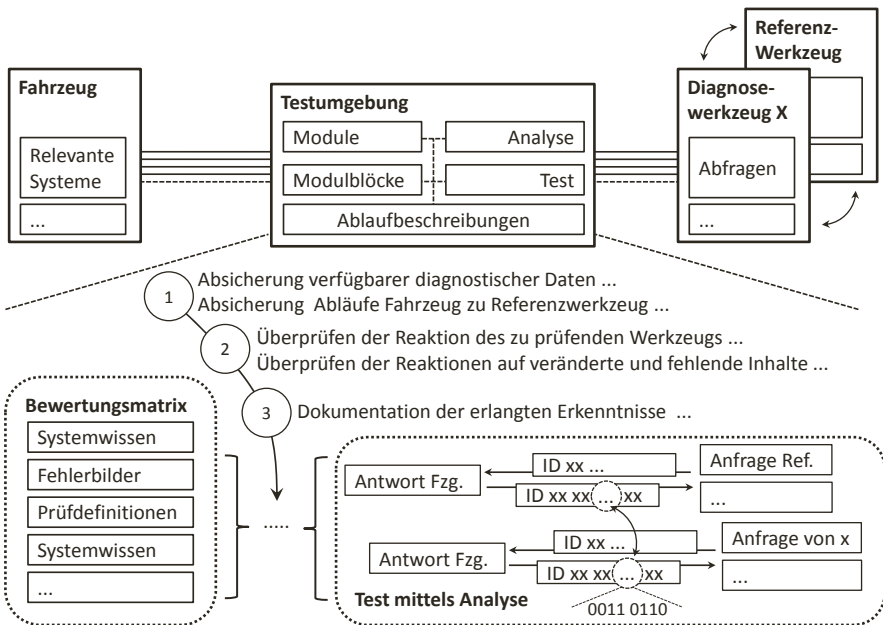 Referenz-
Werkzeug
Fahrzeug
Relevante
Systeme
...
Testumgebung
Module
Analyse
Modulblöcke
Test
Ablaufbeschreibungen
Diagnose-
werkzeug X
Abfragen
...
1
Absicherung verfügbarer diagnostischer Daten ...
Absicherung Abläufe Fahrzeug zu Referenzwerkzeug ...
2
Überprüfen der Reaktion des zu prüfenden Werkzeugs ...
Überprüfen der Reaktionen auf veränderte und fehlende Inhalte ...
3
Dokumentation der erlangten Erkenntnisse ...
Bewertungsmatrix
Systemwissen
Fehlerbilder
Prüfdefinitionen
Systemwissen
...
.....
Antwort Fzg.
ID xx ...
Anfrage Ref.
ID xx xx ... xx
...
Antwort Fzg.
ID xx ...
Anfrage von x
ID xx xx ... xx
...
Test mittels Analyse
0011 0110